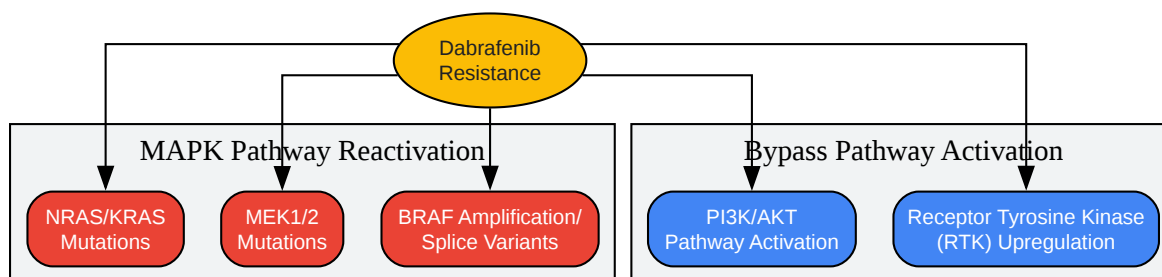 Dabrafenib
Resistance
MAPK Pathway Reactivation
Bypass Pathway Activation
NRAS/KRAS
Mutations
MEK1/2
Mutations
BRAF Amplification/
Splice Variants
PI3K/AKT
Pathway Activation
Receptor Tyrosine Kinase
(RTK) Upregulation